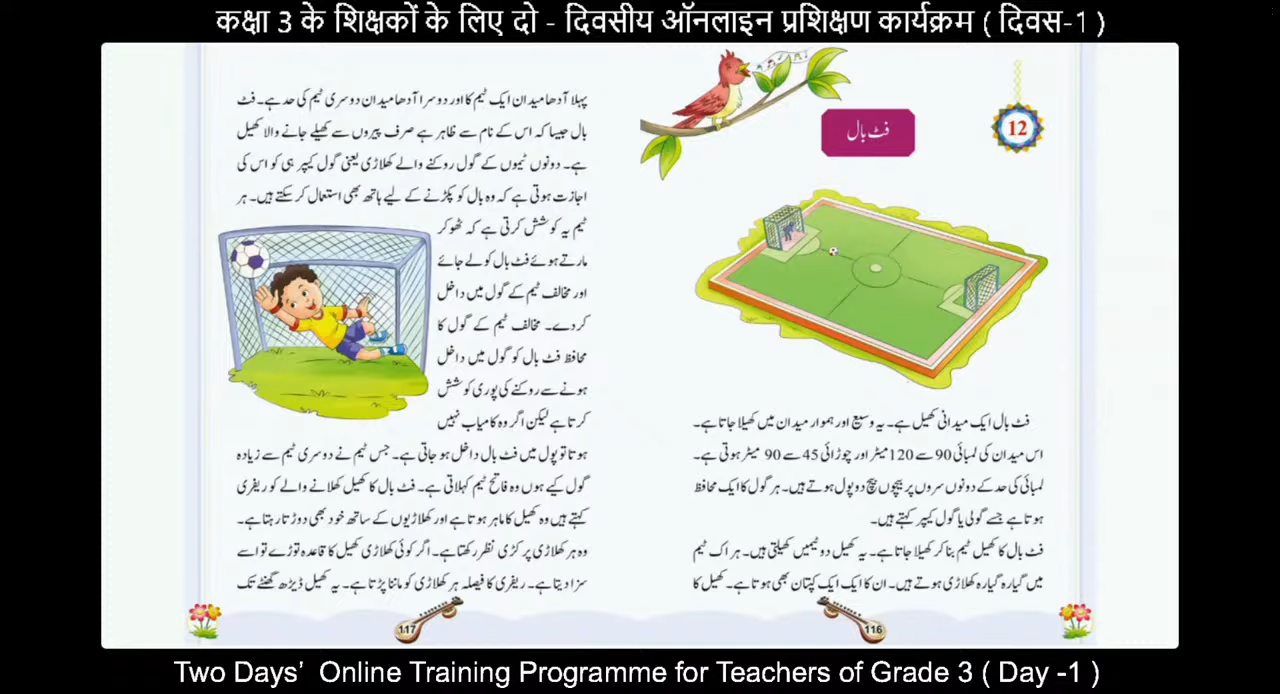 कक्षा 3 के शिक्षकों के लिए दो - दिवसीय ऑनलाइन प्रशिक्षण कार्यक्रम ( दिवस-1 )
12
فٹ بال
فٹ بال ایک میدانی کھیل ہے۔ یہ وسیع اور ہموار میدان میں کھیلا جاتا ہے۔
اس میدان کی لمبائی 90 سے 120 میٹر اور چوڑائی 45 سے 90 میٹر ہوتی ہے۔
لمبائی کی حد کے دونوں سروں پر بیچوں بیچ دو پول ہوتے ہیں۔ ہر گول کا ایک محافظ
ہوتا ہے جسے گولی یا گول کیپر کہتے ہیں۔
فٹ بال کا کھیل ٹیم بنا کر کھیلا جاتا ہے۔ یہ کھیل دو ٹیمیں کھیلتی ہیں۔ ہر اک ٹیم
میں گیارہ گیارہ کھلاڑی ہوتے ہیں۔ ان کا ایک ایک کپتان بھی ہوتا ہے۔ کھیل کا
116
پہلا آدھا میدان ایک ٹیم کا اور دوسرا آدھا میدان دوسری ٹیم کی حد ہے۔ فٹ
بال جیسا کہ اس کے نام سے ظاہر ہے صرف پیروں سے کھیلے جانے والا کھیل
ہے۔ دونوں ٹیموں کے گول روکنے والے کھلاڑی یعنی گول کیپر ہی کو اس کی
اجازت ہوتی ہے کہ وہ بال کو پکڑنے کے لیے ہاتھ بھی استعمال کر سکتے ہیں۔ ہر
ٹیم یہ کوشش کرتی ہے کہ ٹھوکر
مارتے ہوئے فٹ بال کو لے جائے
اور مخالف ٹیم کے گول میں داخل
کر دے۔ مخالف ٹیم کے گول کا
محافظ فٹ بال کو گول میں داخل
ہونے سے روکنے کی پوری کوشش
کرتا ہے لیکن اگر وہ کامیاب نہیں
ہوتا تو پول میں فٹ بال داخل ہو جاتی ہے۔ جس ٹیم نے دوسری ٹیم سے زیادہ
گول کیے ہوں وہ فاتح ٹیم کہلاتی ہے۔ فٹ بال کا کھیل کھلانے والے کو ریفری
کہتے ہیں وہ کھیل کا ماہر ہوتا ہے اور کھلاڑیوں کے ساتھ خود بھی دوڑتا رہتا ہے۔
وہ ہر کھلاڑی پر کڑی نظر رکھتا ہے۔ اگر کوئی کھلاڑی کھیل کا قاعدہ توڑے تو اسے
سزا دیتا ہے۔ ریفری کا فیصلہ ہر کھلاڑی کو ماننا پڑتا ہے۔ یہ کھیل ڈیڑھ گھنٹے تک
117
Two Days’ Online Training Programme for Teachers of Grade 3 ( Day -1 )